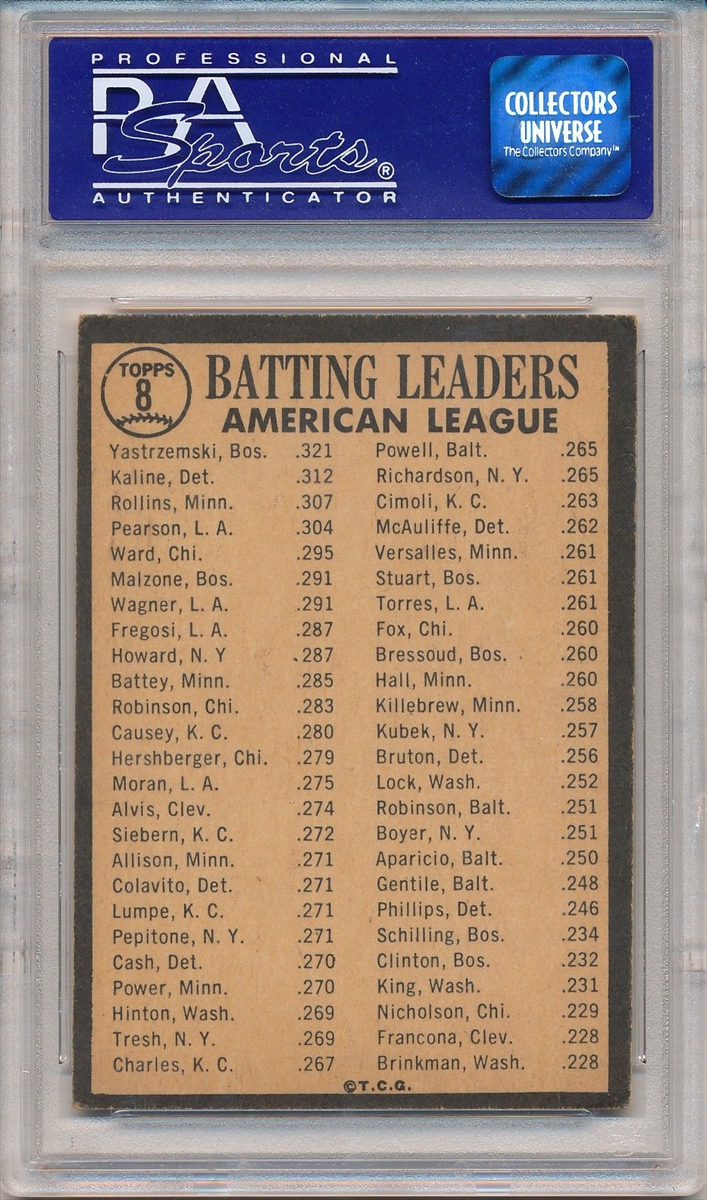 PROFESSIONAL
PSA
Sports®
AUTHENTICATOR
COLLECTORS
UNIVERSE
The Collectors Company™
TOPPS
8
BATTING LEADERS
AMERICAN LEAGUE
Yastrzemski, Bos. .321
Kaline, Det. .312
Rollins, Minn. .307
Pearson, L. A. .304
Ward, Chi. .295
Malzone, Bos. .291
Wagner, L. A. .291
Fregosi, L. A. .287
Howard, N. Y .287
Battey, Minn. .285
Robinson, Chi. .283
Causey, K. C. .280
Hershberger, Chi. .279
Moran, L. A. .275
Alvis, Clev. .274
Siebern, K. C. .272
Allison, Minn. .271
Colavito, Det. .271
Lumpe, K. C. .271
Pepitone, N. Y. .271
Cash, Det. .270
Power, Minn. .270
Hinton, Wash. .269
Tresh, N. Y. .269
Charles, K. C. .267
Powell, Balt. .265
Richardson, N. Y. .265
Cimoli, K. C. .263
McAuliffe, Det. .262
Versalles, Minn. .261
Stuart, Bos. .261
Torres, L. A. .261
Fox, Chi. .260
Bressoud, Bos. .260
Hall, Minn. .260
Killebrew, Minn. .258
Kubek, N. Y. .257
Bruton, Det. .256
Lock, Wash. .252
Robinson, Balt. .251
Boyer, N. Y. .251
Aparicio, Balt. .250
Gentile, Balt. .248
Phillips, Det. .246
Schilling, Bos. .234
Clinton, Bos. .232
King, Wash. .231
Nicholson, Chi. .229
Francona, Clev. .228
Brinkman, Wash. .228
©T.C.G.